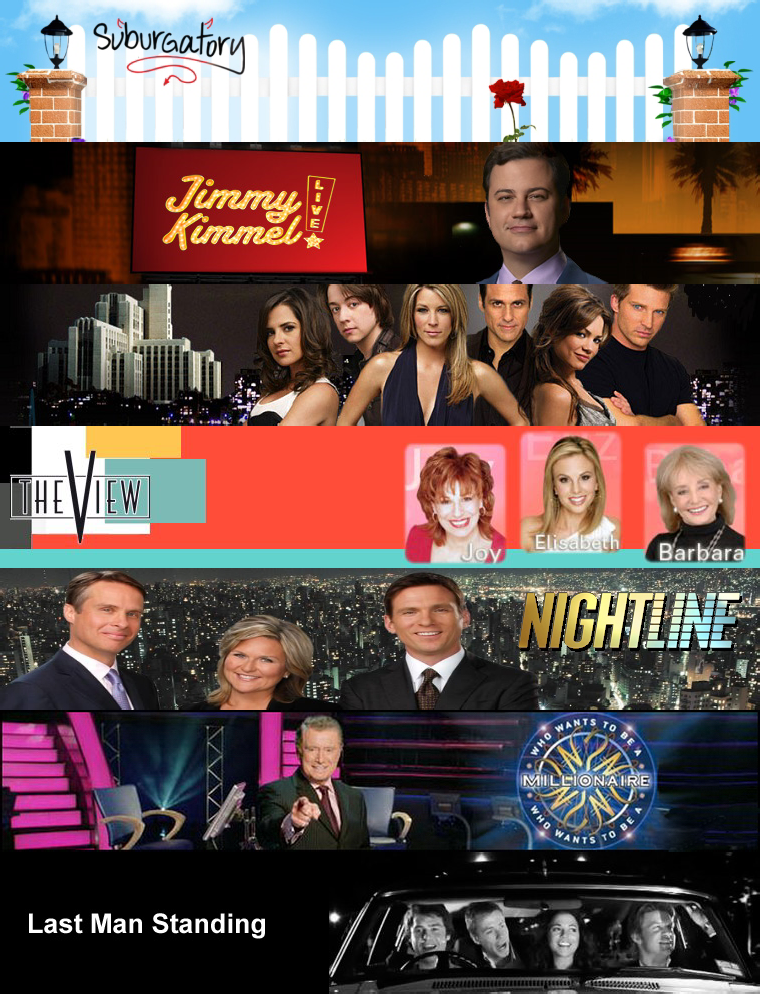 Suburgatory
Jimmy
Kimmel
LIVE!
THE VIEW
Joy
Elisabeth
Barbara
NIGHTLINE
WHO WANTS TO BE A
MILLIONAIRE
WHO WANTS TO BE A
Last Man Standing